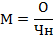 М = О
Чн